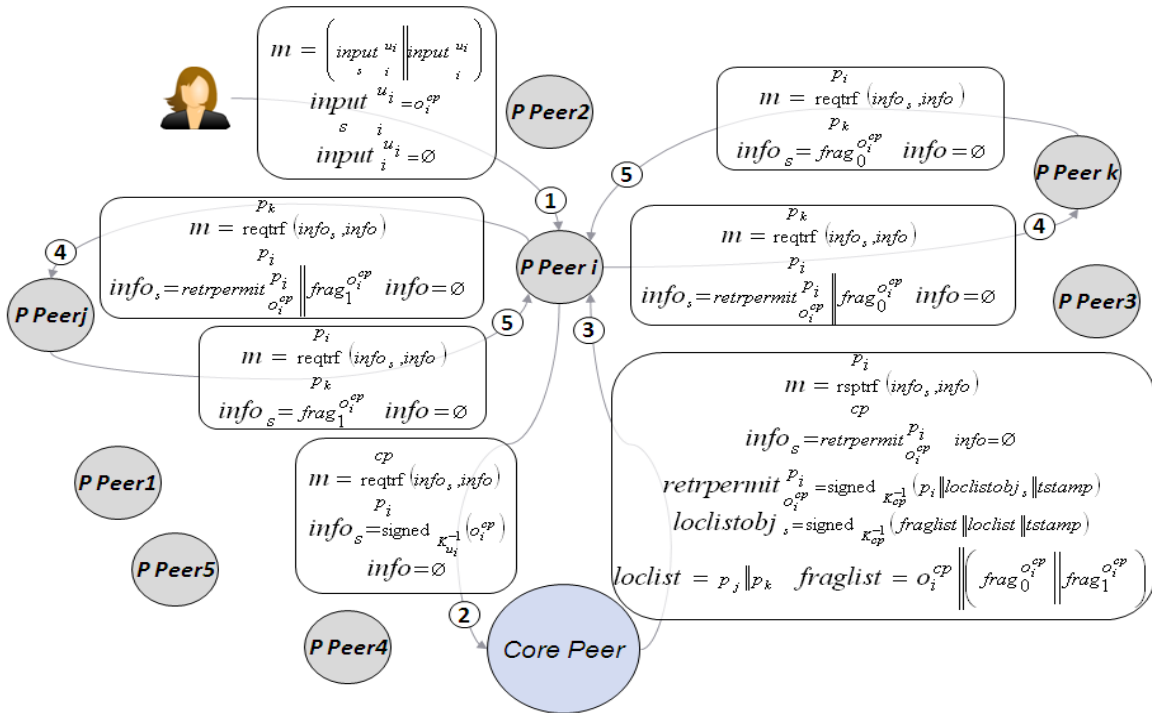 m = ( input_s_i^{u_i} ‖ input_i^{u_i} )
input_s_i^{u_i} = o_i^{cp}
input_i^{u_i} = ∅
P Peer2
p_i
m = reqtrf (info_s ,info)
p_k
info_s = frag_0^{o_i^{cp}} info = ∅
P Peer k
5
1
4
p_k
m = reqtrf (info_s ,info)
p_i
info_s = retrpermit_{o_i^{cp}}^{p_i} ‖ frag_1^{o_i^{cp}} info = ∅
P Peer i
p_k
m = reqtrf (info_s ,info)
p_i
info_s = retrpermit_{o_i^{cp}}^{p_i} ‖ frag_0^{o_i^{cp}} info = ∅
4
P Peer3
P Peerj
5
3
p_i
m = reqtrf (info_s ,info)
p_k
info_s = frag_1^{o_i^{cp}} info = ∅
p_i
m = rsptrf (info_s ,info)
cp
info_s = retrpermit_{o_i^{cp}}^{p_i} info = ∅
retrpermit_{o_i^{cp}}^{p_i} = signed_{K_{cp}^{-1}} (p_i ‖ loclistobj_s ‖ tstamp)
loclistobj_s = signed_{K_{cp}^{-1}} (fraglist ‖ loclist ‖ tstamp)
loclist = p_j ‖ p_k fraglist = o_i^{cp} ‖ ( frag_0^{o_i^{cp}} ‖ frag_1^{o_i^{cp}} )
cp
m = reqtrf (info_s ,info)
p_i
info_s = signed_{K_{u_i}^{-1}} (o_i^{cp})
info = ∅
P Peer1
P Peer5
P Peer4
2
Core Peer